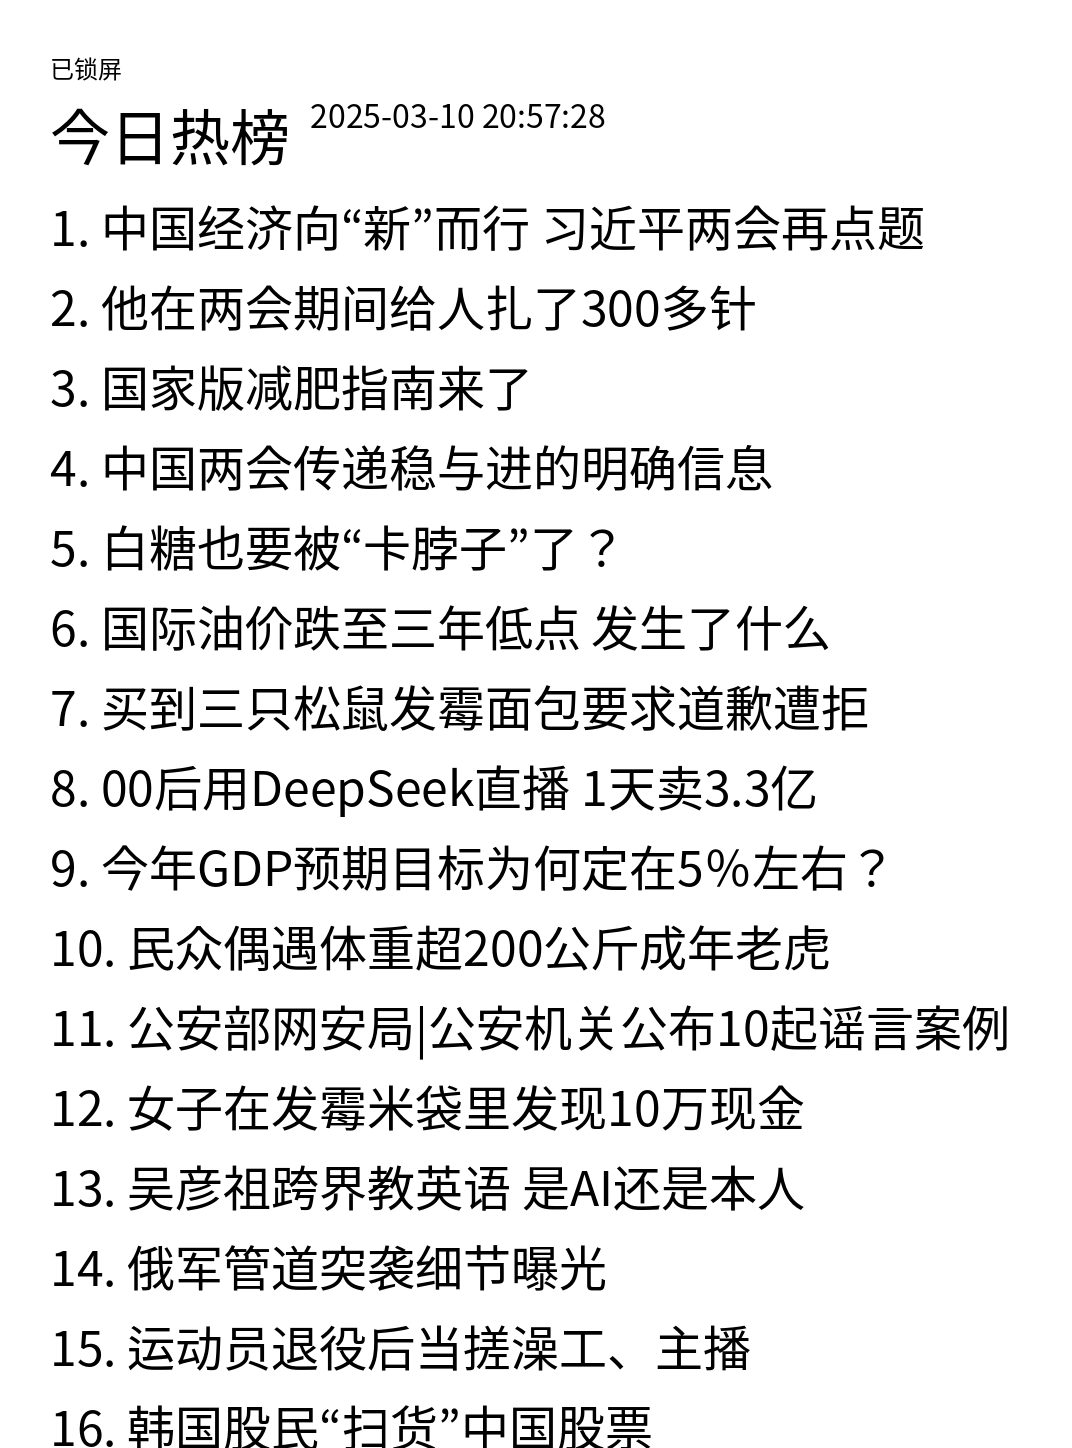 已锁屏
今日热榜 2025-03-10 20:57:28
1. 中国经济向“新”而行 习近平两会再点题
2. 他在两会期间给人扎了300多针
3. 国家版减肥指南来了
4. 中国两会传递稳与进的明确信息
5. 白糖也要被“卡脖子”了？
6. 国际油价跌至三年低点 发生了什么
7. 买到三只松鼠发霉面包要求道歉遭拒
8. 00后用DeepSeek直播 1天卖3.3亿
9. 今年GDP预期目标为何定在5%左右？
10. 民众偶遇体重超200公斤成年老虎
11. 公安部网安局|公安机关公布10起谣言案例
12. 女子在发霉米袋里发现10万现金
13. 吴彦祖跨界教英语 是AI还是本人
14. 俄军管道突袭细节曝光
15. 运动员退役后当搓澡工、主播
16. 韩国股民“扫货”中国股票